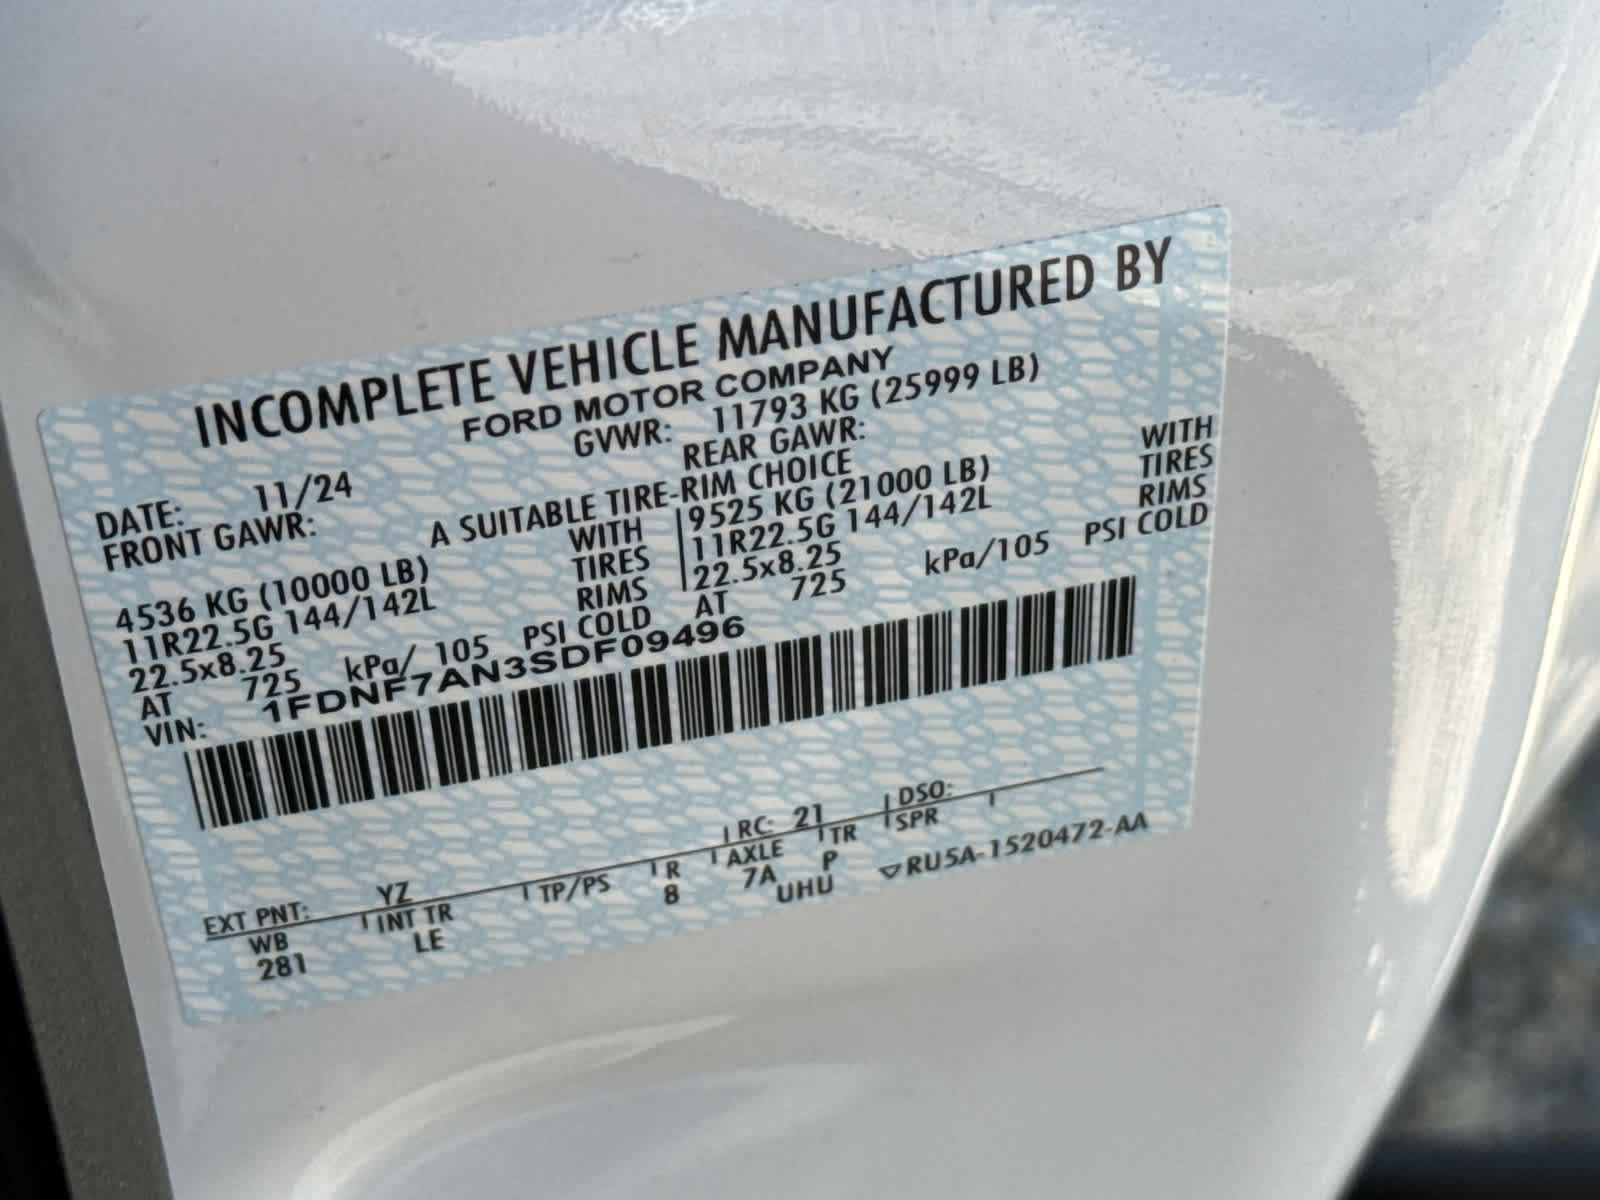 INCOMPLETE VEHICLE MANUFACTURED BY
FORD MOTOR COMPANY
DATE: 11/24 GVWR: 11793 KG (25999 LB)
FRONT GAWR: REAR GAWR:
A SUITABLE TIRE-RIM CHOICE
4536 KG (10000 LB) WITH 9525 KG (21000 LB) WITH
11R22.5G 144/142L TIRES 11R22.5G 144/142L TIRES
22.5x8.25 RIMS 22.5x8.25 RIMS
AT 725 kPa/ 105 PSI COLD AT 725 kPa/105 PSI COLD
VIN: 1FDNF7AN3SDF09496
EXT PNT: YZ RC: 21 DSO:
WB INT TR TP/PS R AXLE TR SPR
281 LE 8 7A P
UHU ▽RU5A-1520472-AA